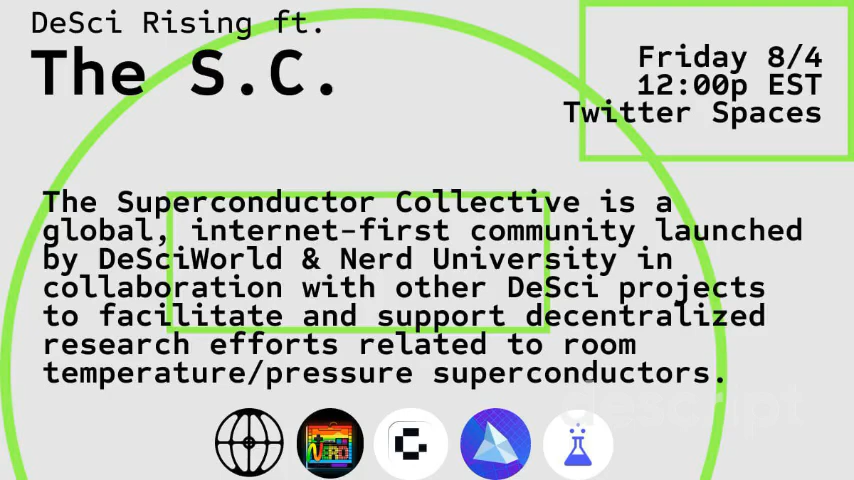 DeSci Rising ft.
The S.C.
Friday 8/4
12:00p EST
Twitter Spaces
The Superconductor Collective is a
global, internet-first community launched
by DeSciWorld & Nerd University in
collaboration with other DeSci projects
to facilitate and support decentralized
research efforts related to room
temperature/pressure superconductors.
descript
NERD